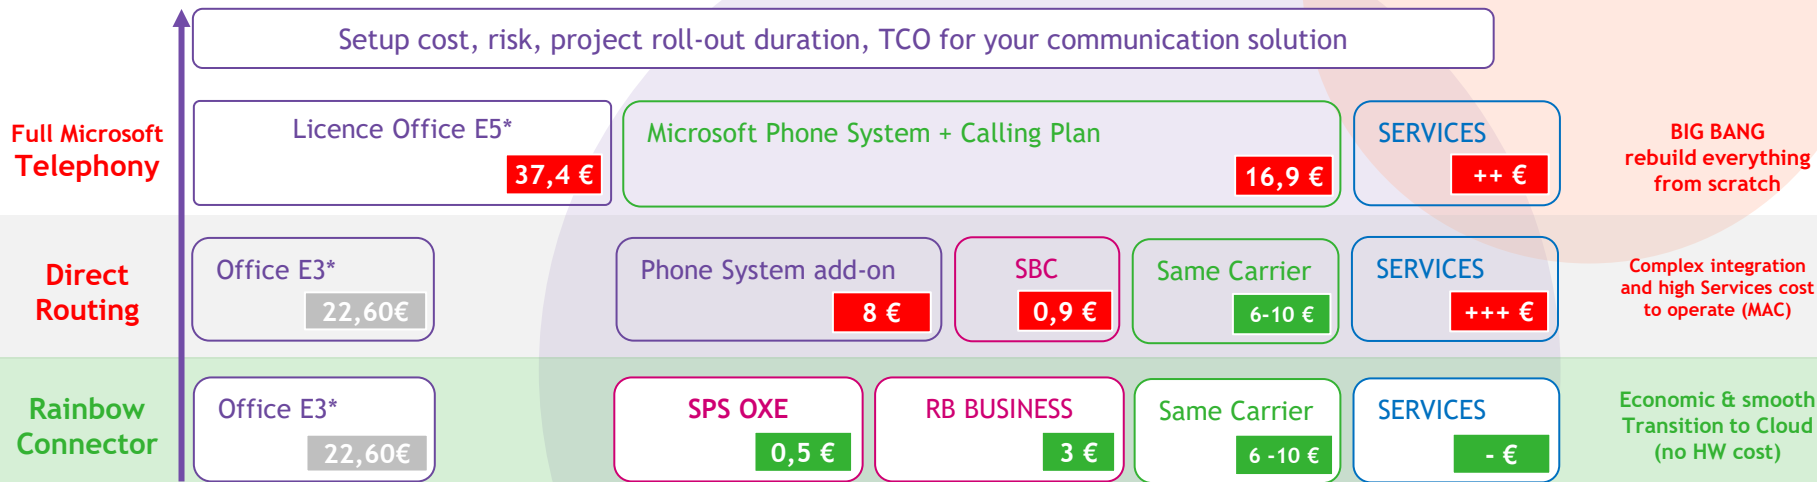 Setup cost, risk, project roll-out duration, TCO for your communication solution
Full Microsoft
Telephony
Licence Office E5*
37,4 €
Microsoft Phone System + Calling Plan
16,9 €
SERVICES
++ €
BIG BANG
rebuild everything
from scratch
Direct
Routing
Office E3*
22,60€
Phone System add-on
8 €
SBC
0,9 €
Same Carrier
6-10 €
SERVICES
+++ €
Complex integration
and high Services cost
to operate (MAC)
Rainbow
Connector
Office E3*
22,60€
SPS OXE
0,5 €
RB BUSINESS
3 €
Same Carrier
6 -10 €
SERVICES
- €
Economic & smooth
Transition to Cloud
(no HW cost)